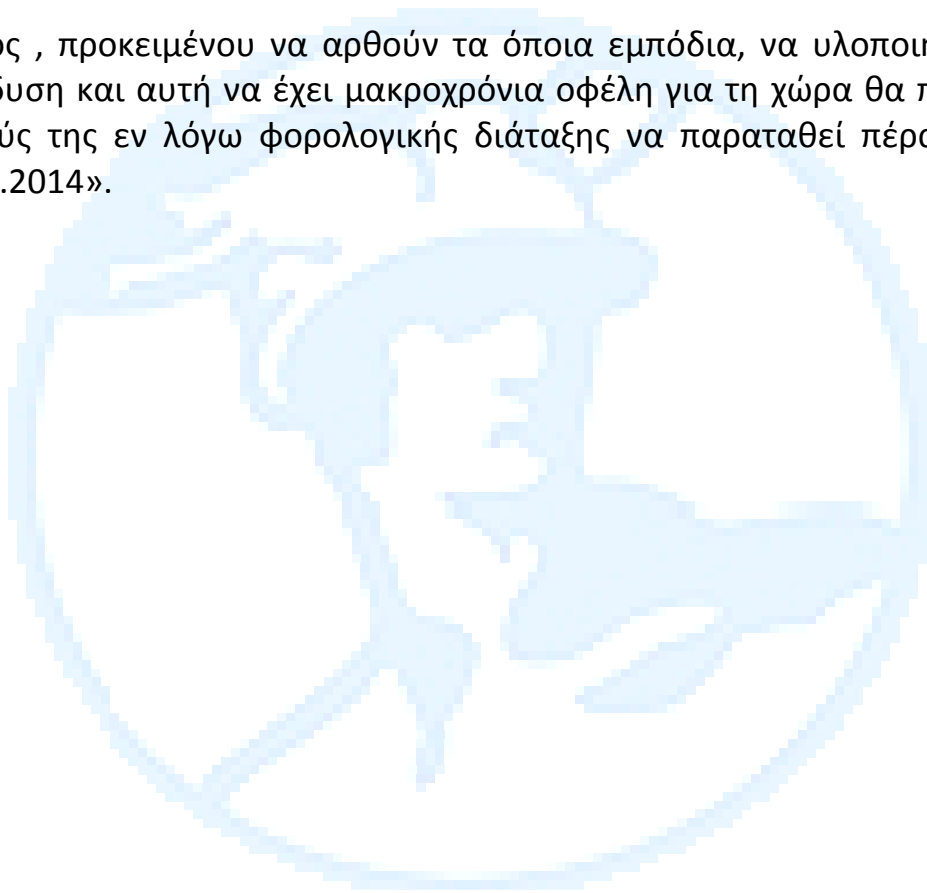 ος , προκειμένου να αρθούν τα όποια εμπόδια, να υλοποιη
δυση και αυτή να έχει μακροχρόνια οφέλη για τη χώρα θα π
ύς της εν λόγω φορολογικής διάταξης να παραταθεί πέρα
.2014».